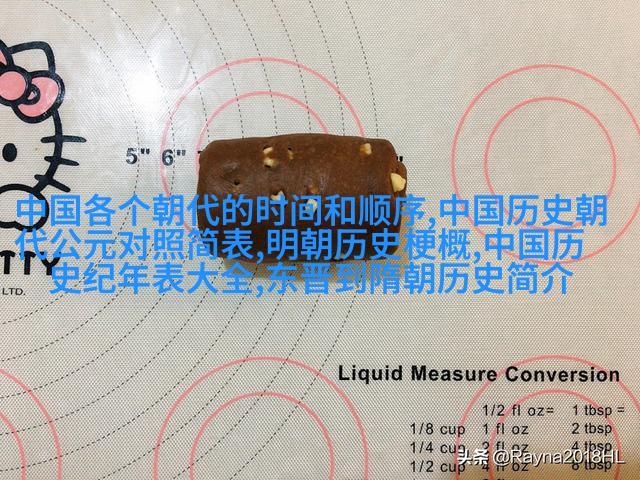 5" 6"
中国各个朝代的时间和顺序,中国历史朝
代公元对照简表,明朝历史梗概,中国历
史纪年表大全,东晋到隋朝历史简介
TTY
LTD.
Liquid Measure Conversion
1/2 fl oz= 1 tbsp =
1/8 cup 1 fl oz 2 tbsp
1/4 cup 2 fl oz 4 tbsp
1/2 cup 4 fl oz 8 tbsp
头条 @Rayna2018HL